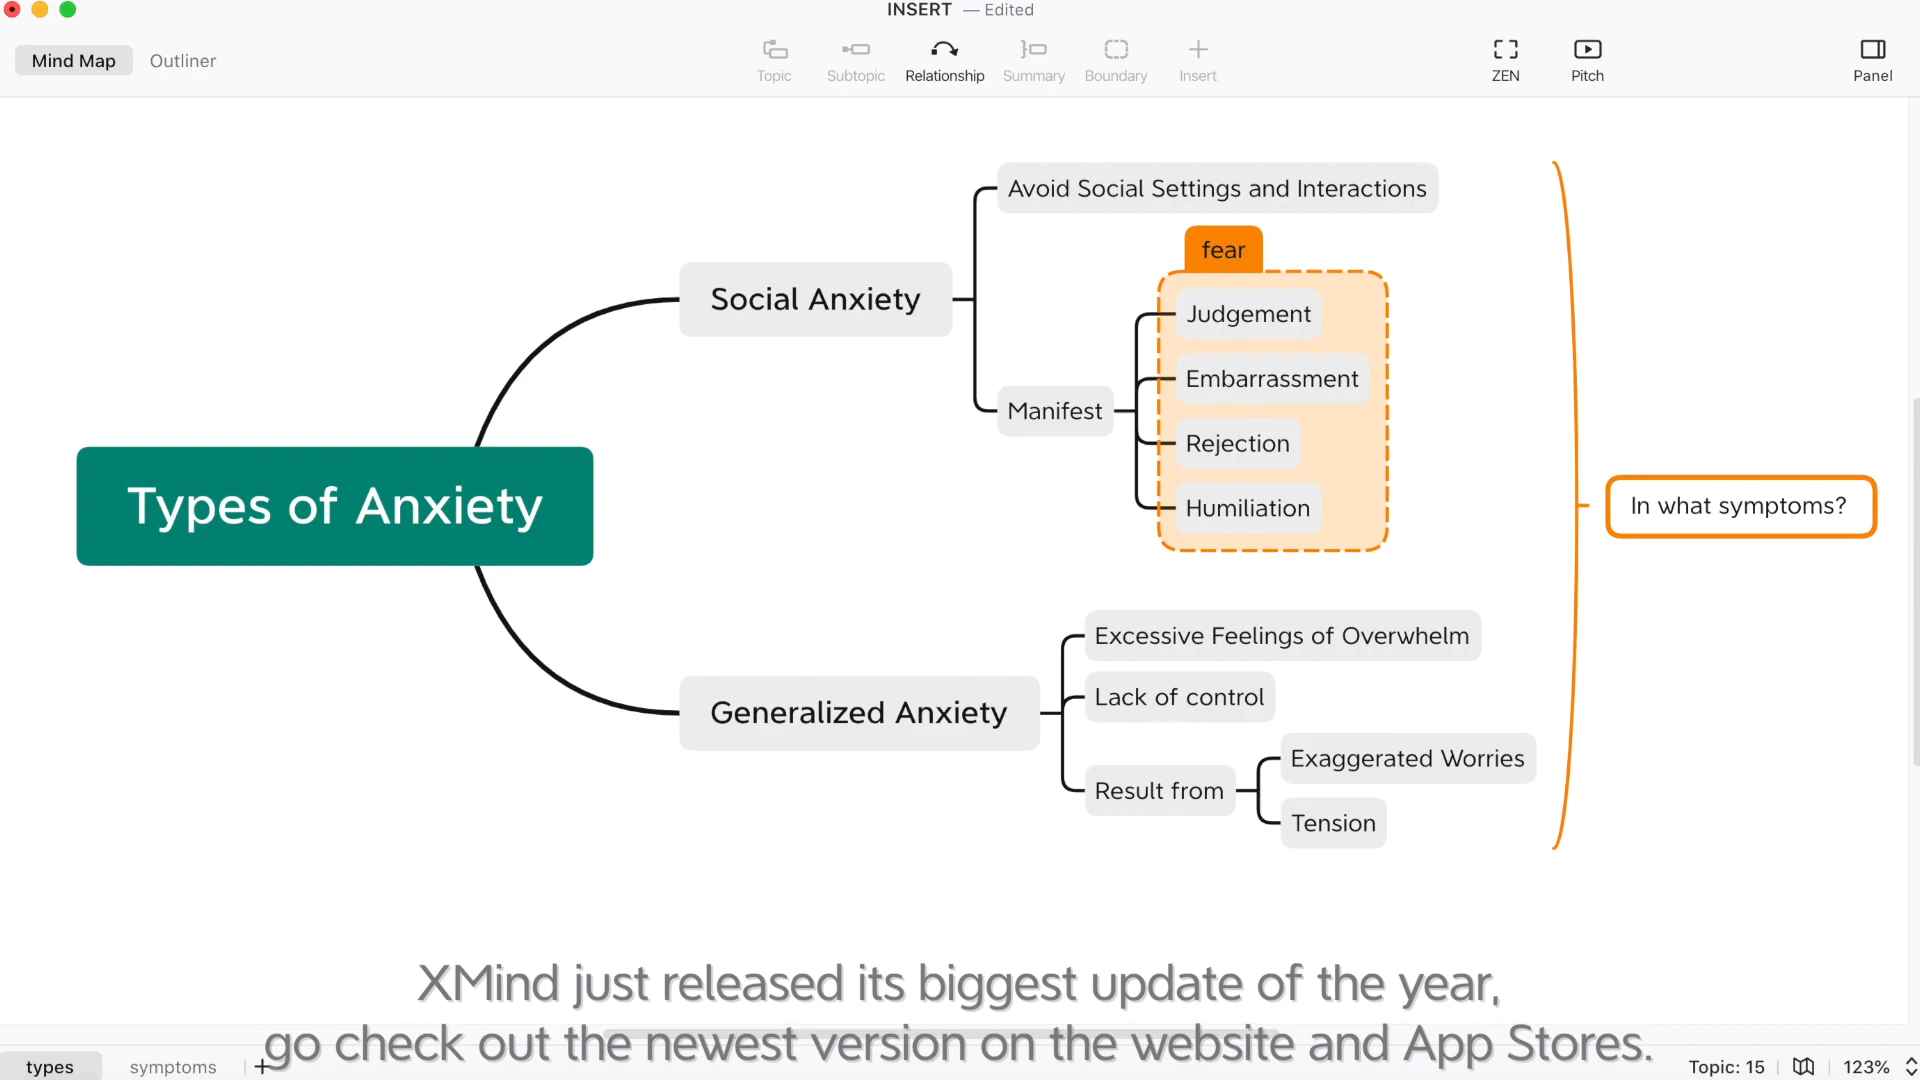 INSERT — Edited
Mind Map
Outliner
Topic
Subtopic
Relationship
Summary
Boundary
Insert
ZEN
Pitch
Panel
Avoid Social Settings and Interactions
fear
Social Anxiety
Judgement
Embarrassment
Manifest
Rejection
Humiliation
Types of Anxiety
In what symptoms?
Excessive Feelings of Overwhelm
Lack of control
Generalized Anxiety
Exaggerated Worries
Result from
Tension
XMind just released its biggest update of the year,
go check out the newest version on the website and App Stores.
types
symptoms
Topic: 15
123%